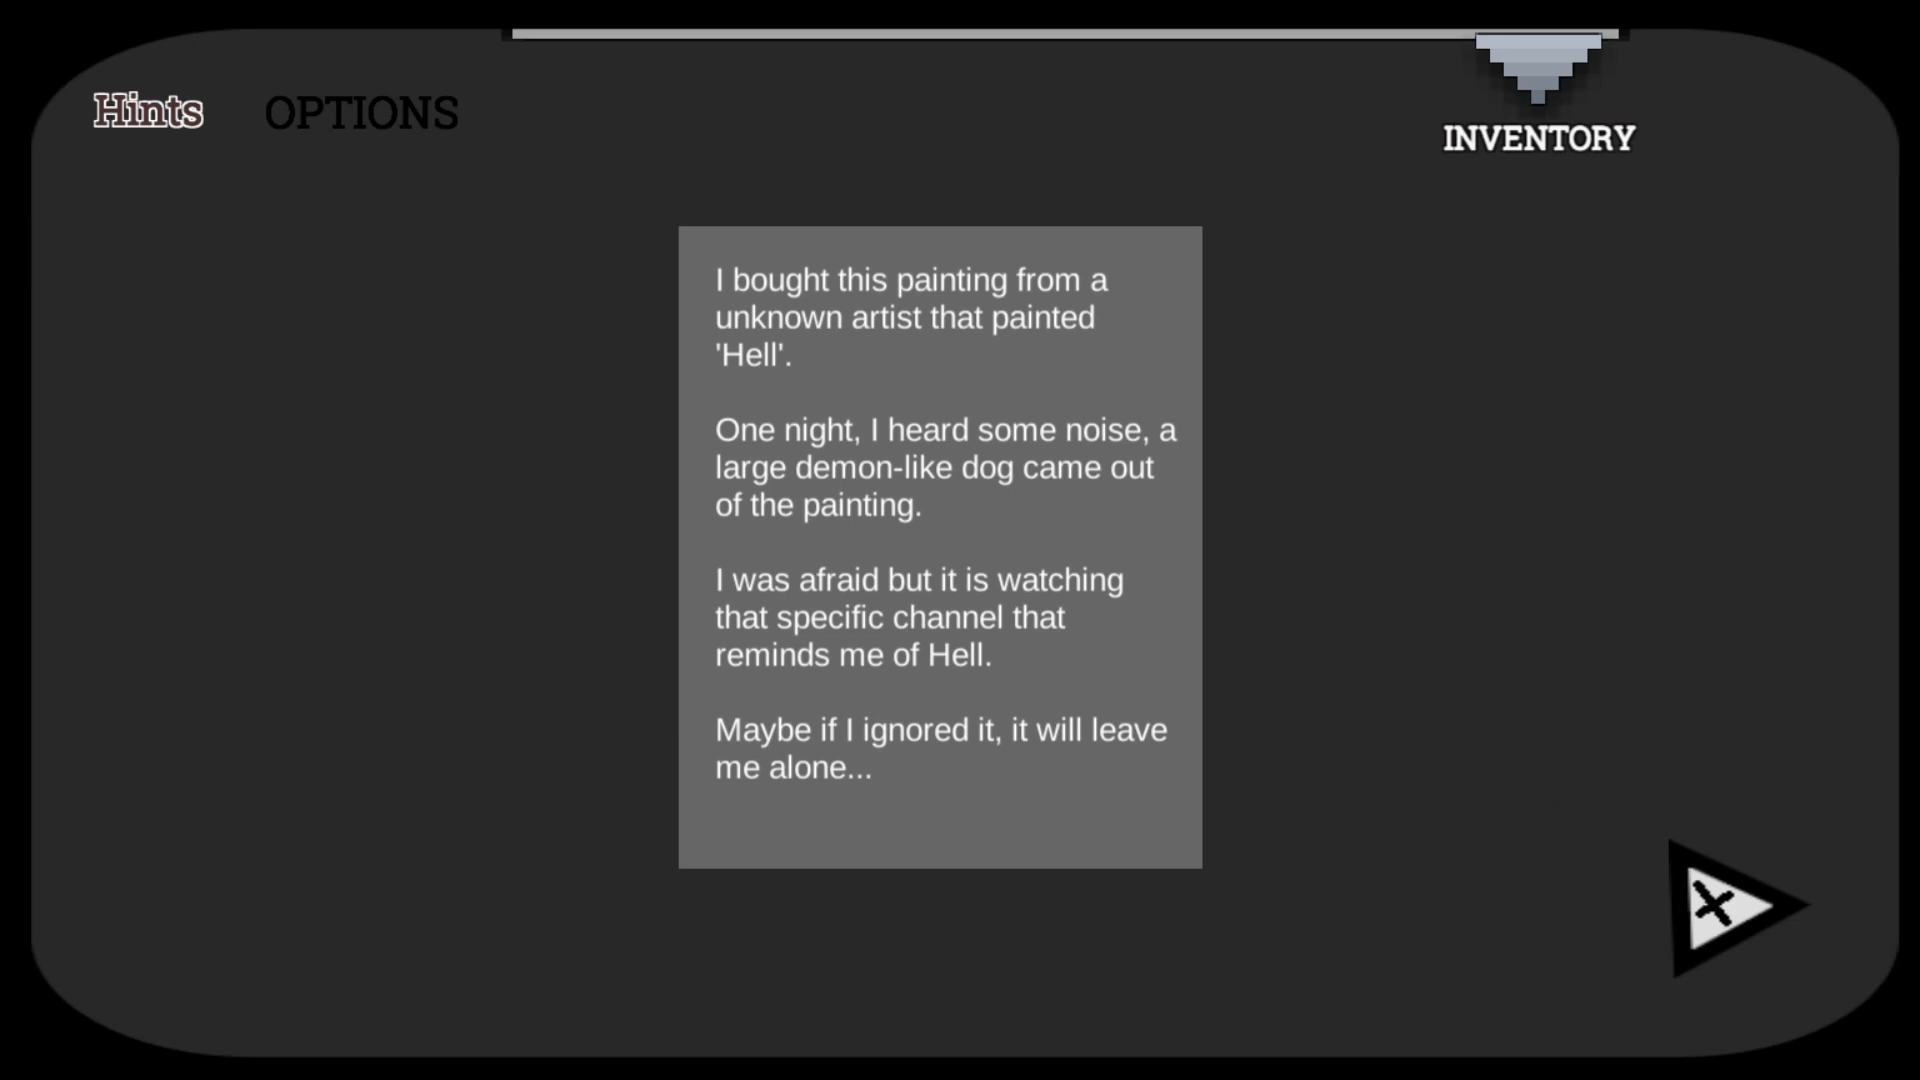 Hints
OPTIONS
INVENTORY
I bought this painting from a
unknown artist that painted
'Hell'.
One night, I heard some noise, a
large demon-like dog came out
of the painting.
I was afraid but it is watching
that specific channel that
reminds me of Hell.
Maybe if I ignored it, it will leave
me alone...